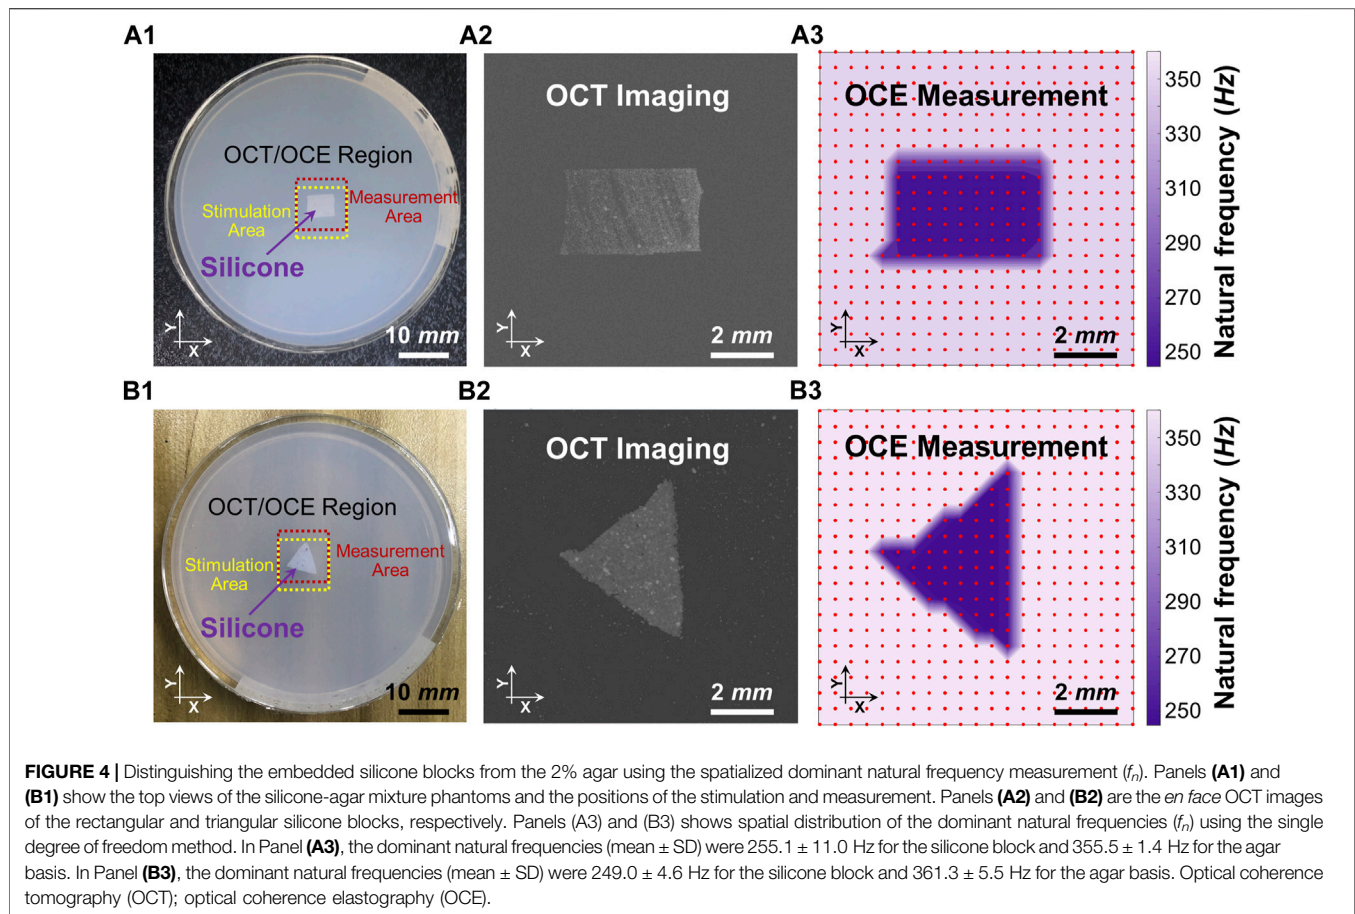 A1
A2
A3
OCT/OCE Region
Stimulation
Area
Measurement
Area
Silicone
Y
X
10 mm
OCT Imaging
Y
X
2 mm
OCE Measurement
Y
X
2 mm
350
330
310
290
270
250
Natural frequency (Hz)
B1
B2
B3
OCT/OCE Region
Stimulation
Area
Measurement
Area
Silicone
Y
X
10 mm
OCT Imaging
Y
X
2 mm
OCE Measurement
Y
X
2 mm
350
330
310
290
270
250
Natural frequency (Hz)
FIGURE 4 | Distinguishing the embedded silicone blocks from the 2% agar using the spatialized dominant natural frequency measurement (fn). Panels (A1) and
(B1) show the top views of the silicone-agar mixture phantoms and the positions of the stimulation and measurement. Panels (A2) and (B2) are the en face OCT images
of the rectangular and triangular silicone blocks, respectively. Panels (A3) and (B3) shows spatial distribution of the dominant natural frequencies (fn) using the single
degree of freedom method. In Panel (A3), the dominant natural frequencies (mean ± SD) were 255.1 ± 11.0 Hz for the silicone block and 355.5 ± 1.4 Hz for the agar
basis. In Panel (B3), the dominant natural frequencies (mean ± SD) were 249.0 ± 4.6 Hz for the silicone block and 361.3 ± 5.5 Hz for the agar basis. Optical coherence
tomography (OCT); optical coherence elastography (OCE).